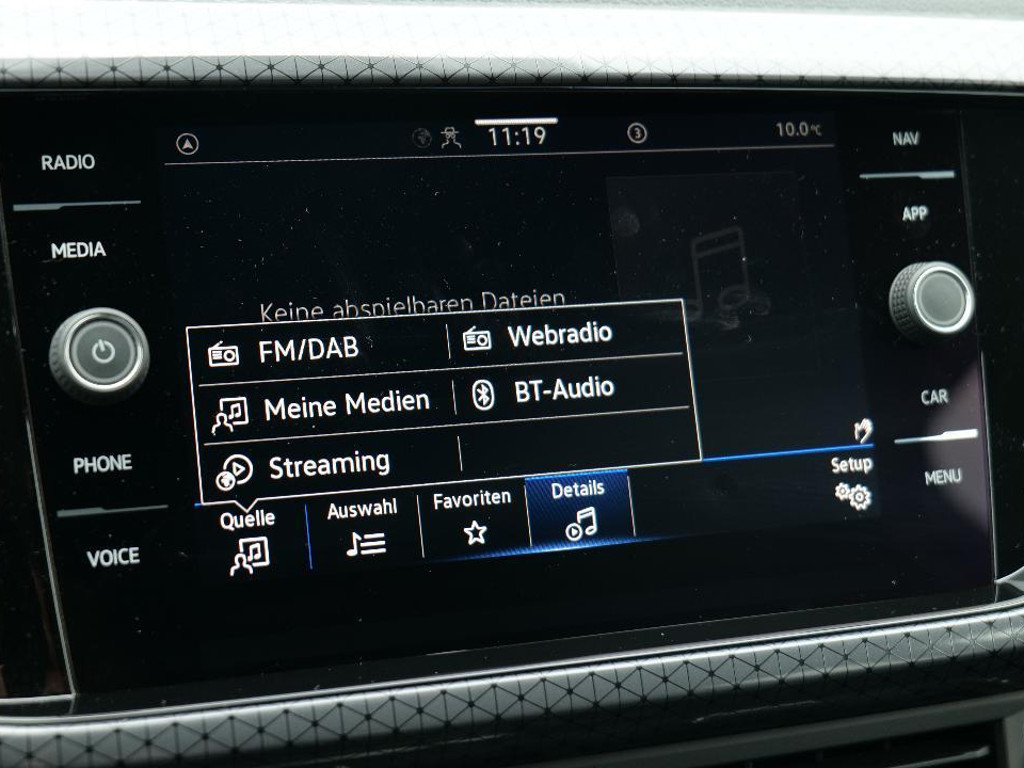 11:19
3
10.0°C
RADIO
MEDIA
PHONE
VOICE
NAV
APP
CAR
MENU
Keine abspielbaren Dateien
FM/DAB
Webradio
Meine Medien
BT-Audio
Streaming
Quelle
Auswahl
Favoriten
Details
Setup